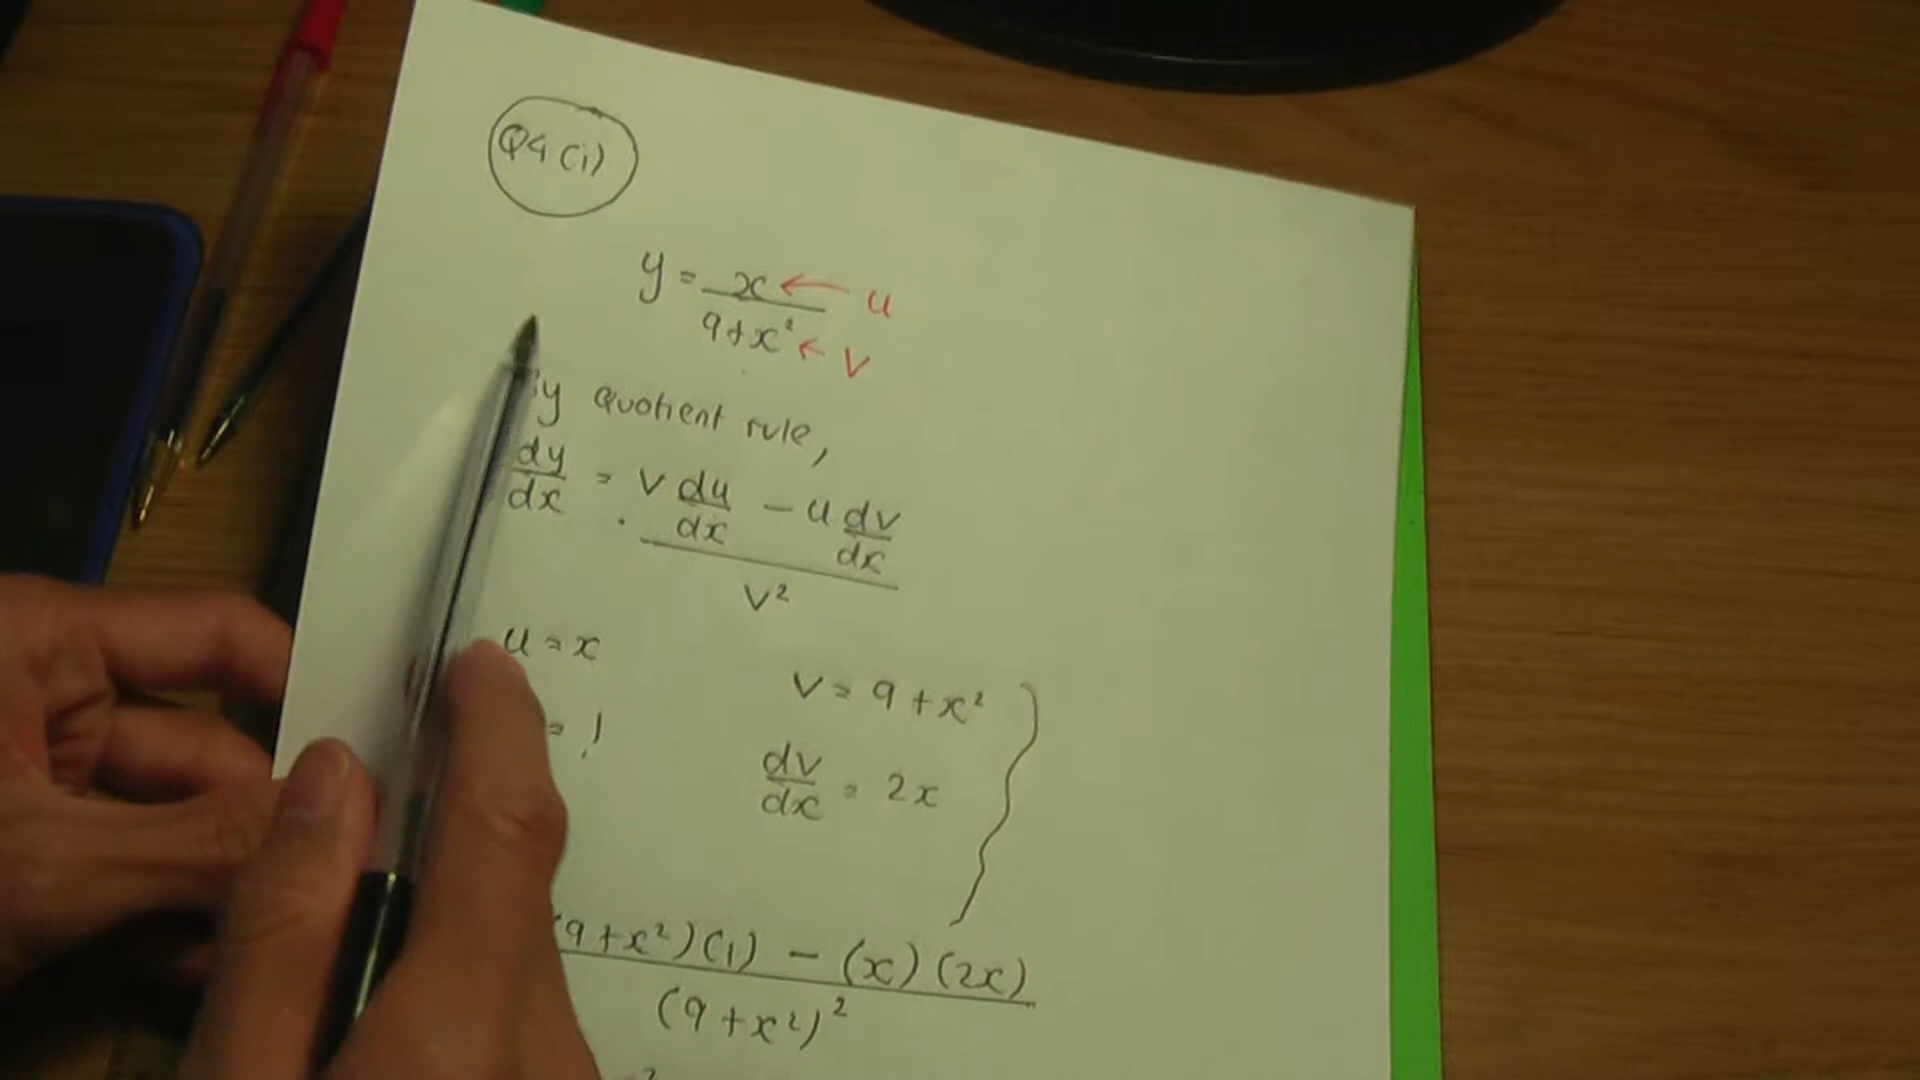 Q4 (i)
y = x ← u
9+x² ← v
By quotient rule,
dy/dx = v du/dx - u dv/dx
v²
u = x
v = 9 + x²
= 1
dv/dx = 2x
(9+x²)(1) - (x)(2x)
(9+x²)²